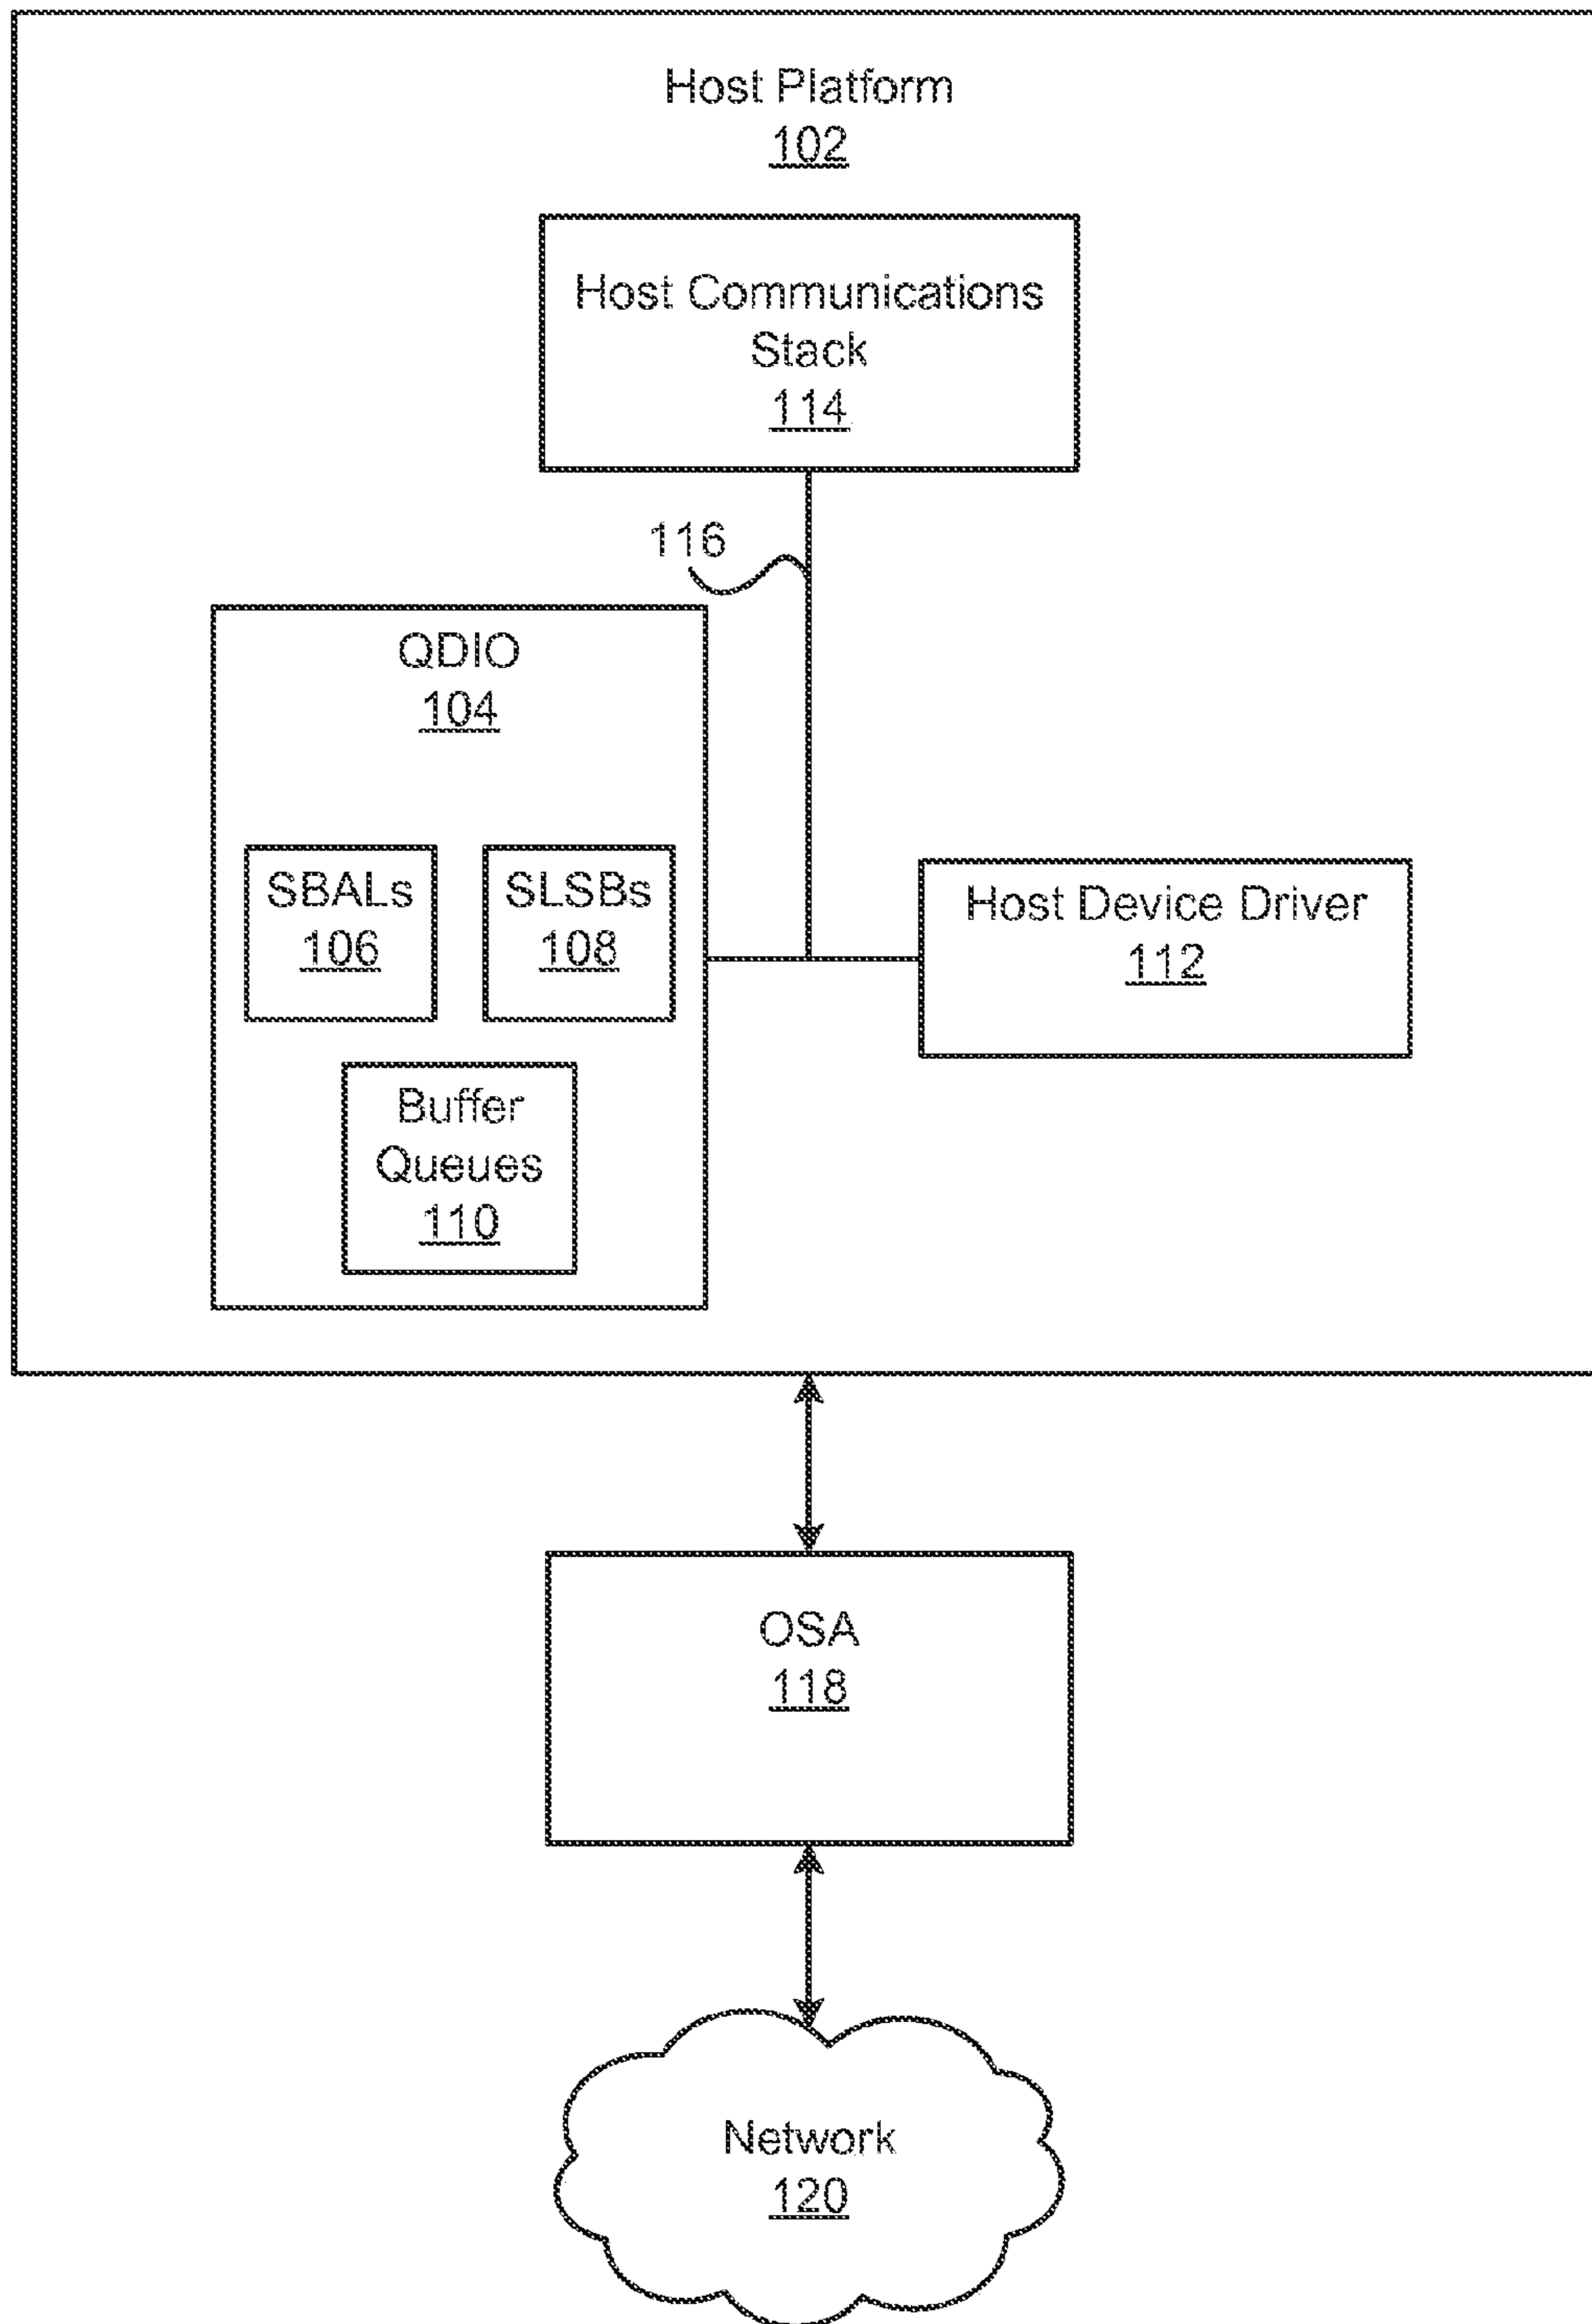 Host Platform
102
Host Communications
Stack
114
116
QDIO
104
SBALs
106
SLSBs
108
Host Device Driver
112
Buffer
Queues
110
OSA
118
Network
120